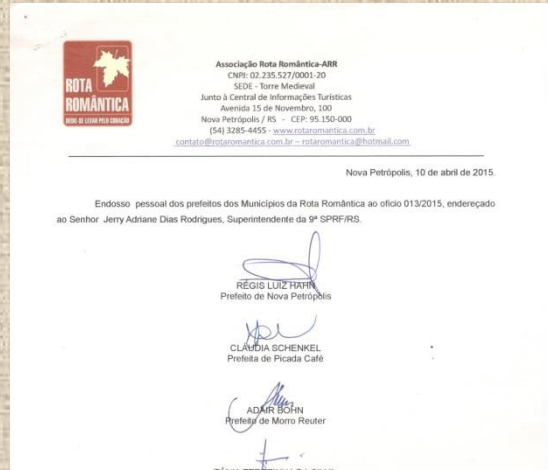 ROTA
ROMÂNTICA
Associação Rota Romântica-ARR
CNPJ: 02.235.527/0001-20
SEDE - Torre Medieval
Junto à Central de Informações Turísticas
Avenida 15 de Novembro, 100
Nova Petrópolis / RS - CEP: 95.150-000
(54) 3285-4455 - www.rotaromantica.com.br
contato@rotaromantica.com.br – rotaromantica@hotmail.com
Nova Petrópolis, 10 de abril de 2015.
Endosso pessoal dos prefeitos dos Municípios da Rota Romântica ao ofício 013/2015, endereçado
ao Senhor Jerry Adriane Dias Rodrigues, Superintendente da 9ª SPRF/RS.
RÉGIS LUIZ HAHN
Prefeito de Nova Petrópolis
CLÁUDIA SCHENKEL
Prefeita de Picada Café
ADAIR BOHN
Prefeito de Morro Reuter